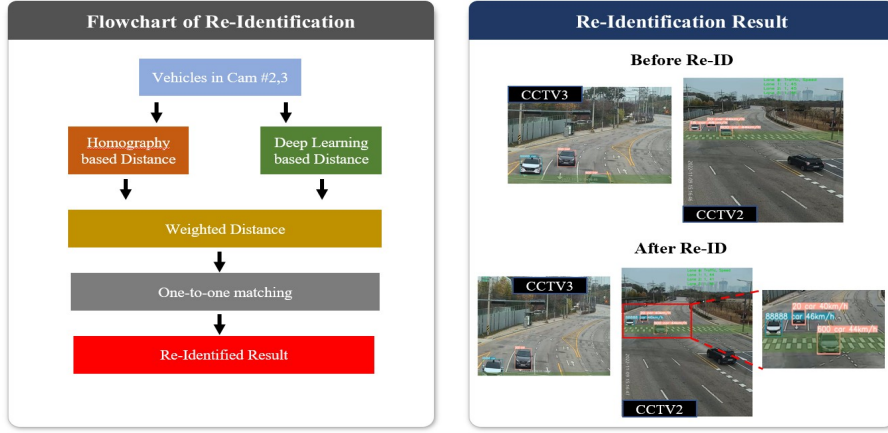 Flowchart of Re-Identification
Vehicles in Cam #2,3
Homography
based Distance
Deep Learning
based Distance
Weighted Distance
One-to-one matching
Re-Identified Result
Re-Identification Result
Before Re-ID
CCTV3
CCTV2
After Re-ID
CCTV3
CCTV2
20 car 40km/h
88888 car 46km/h
600 car 44km/h